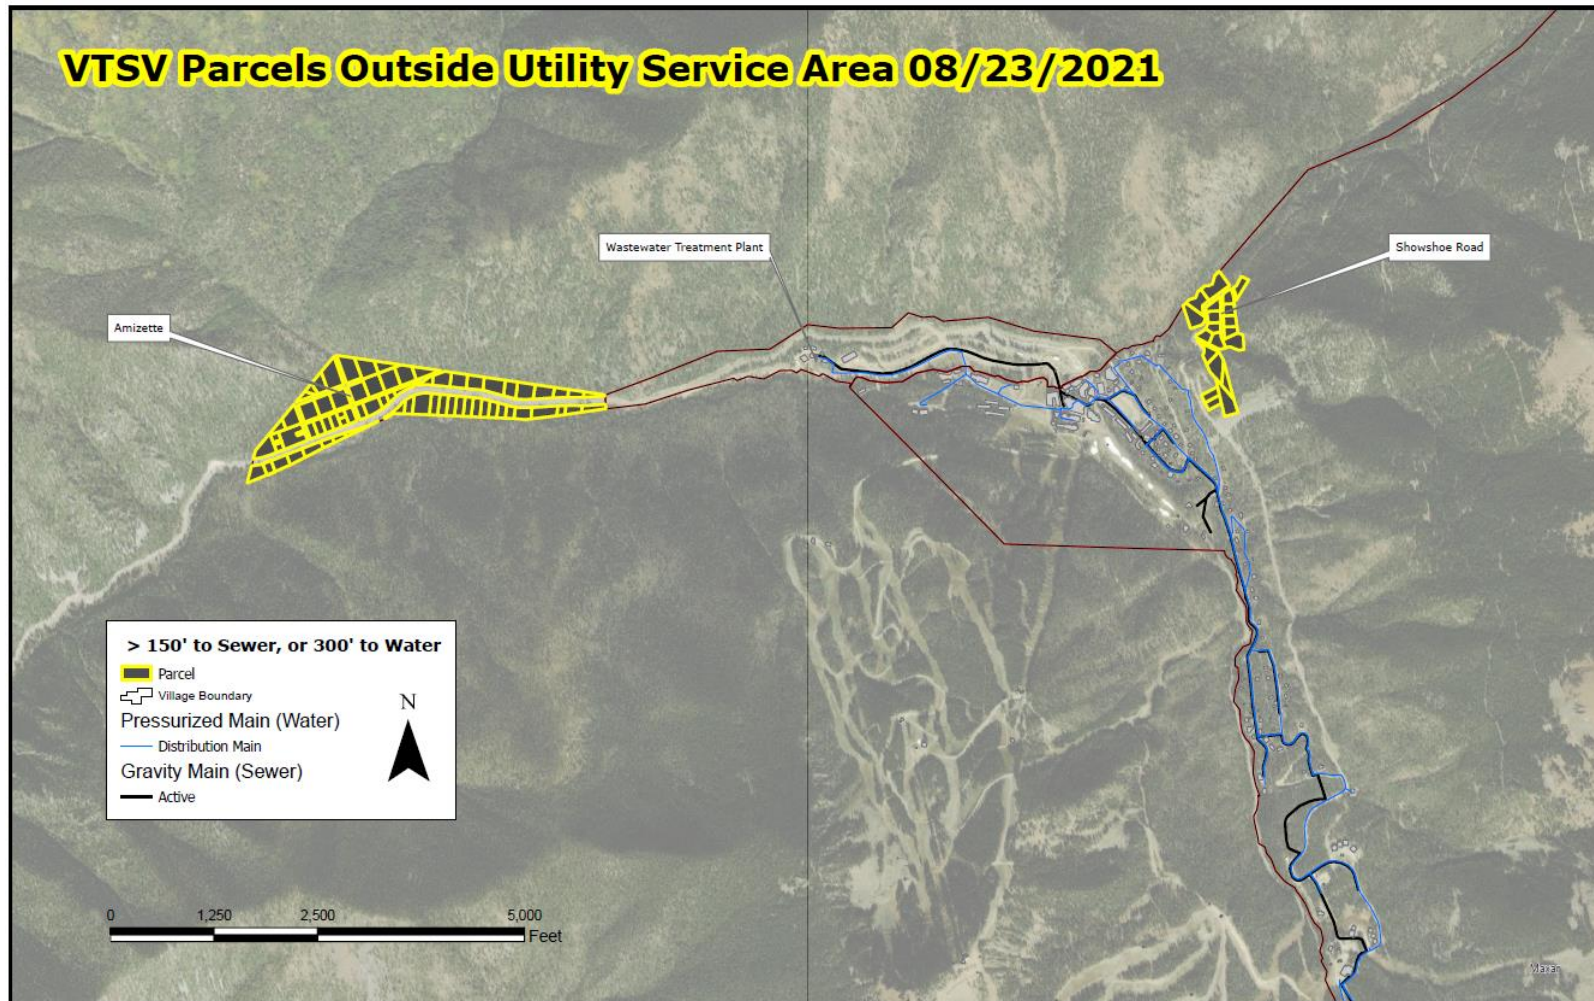 VTSV Parcels Outside Utility Service Area 08/23/2021
Wastewater Treatment Plant
Showshoe Road
Amizette
> 150' to Sewer, or 300' to Water
Parcel
Village Boundary
Pressurized Main (Water)
Distribution Main
Gravity Main (Sewer)
Active
N
0 1,250 2,500 5,000
Feet
Maxar